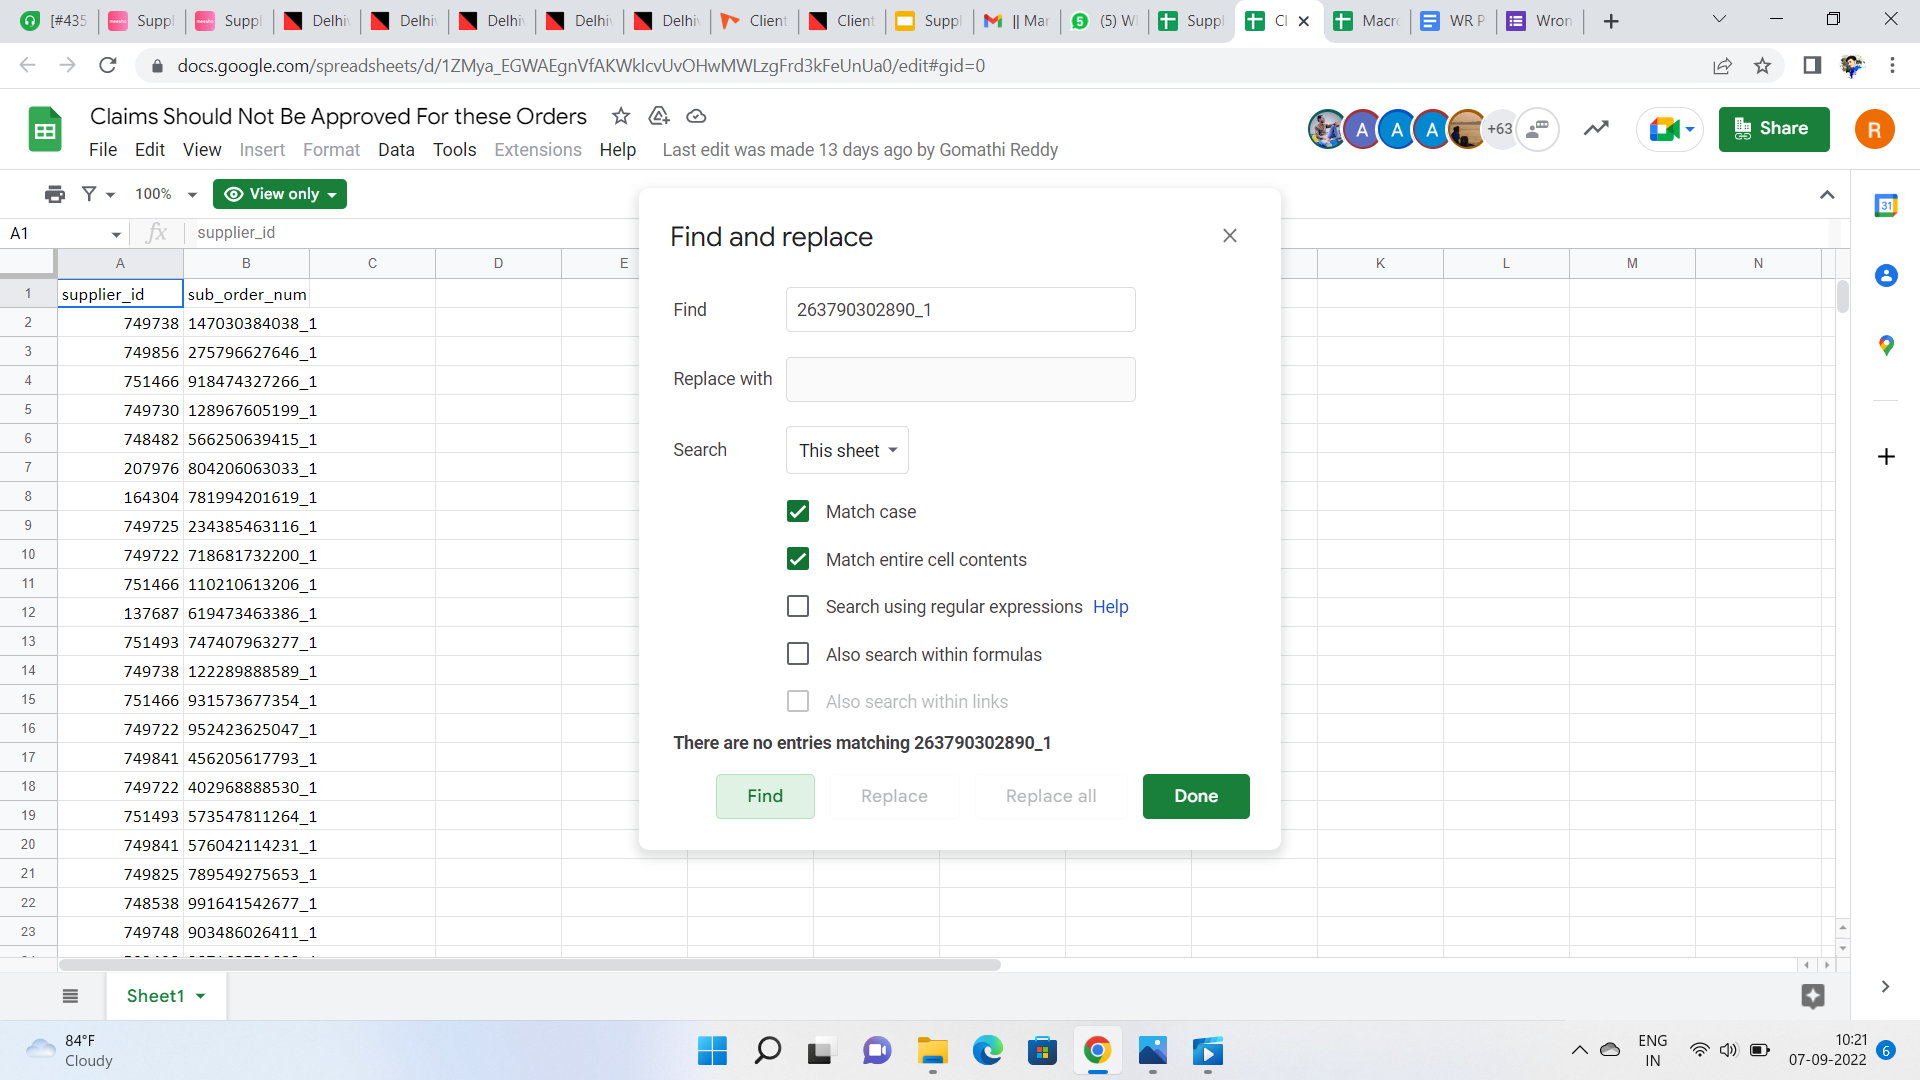 [#435 Suppl Suppl Delhiv Delhiv Delhiv Delhiv Delhiv Client Client Suppl || Mar (5) W Suppl Cl Macro WR P Wron
docs.google.com/spreadsheets/d/1ZMya_EGWAEgnVfAKWkIcvUvOHwMWLzgFrd3kFeUnUa0/edit#gid=0
Claims Should Not Be Approved For these Orders
A A A +63 Share R
File Edit View Insert Format Data Tools Extensions Help Last edit was made 13 days ago by Gomathi Reddy
100% View only
A1 fx supplier_id
A B C D E K L M N
1 supplier_id sub_order_num
2 749738 147030384038_1
3 749856 275796627646_1
4 751466 918474327266_1
5 749730 128967605199_1
6 748482 566250639415_1
7 207976 804206063033_1
8 164304 781994201619_1
9 749725 234385463116_1
10 749722 718681732200_1
11 751466 110210613206_1
12 137687 619473463386_1
13 751493 747407963277_1
14 749738 122289888589_1
15 751466 931573677354_1
16 749722 952423625047_1
17 749841 456205617793_1
18 749722 402968888530_1
19 751493 573547811264_1
20 749841 576042114231_1
21 749825 789549275653_1
22 748538 991641542677_1
23 749748 903486026411_1
Find and replace
Find 263790302890_1
Replace with
Search This sheet
Match case
Match entire cell contents
Search using regular expressions Help
Also search within formulas
Also search within links
There are no entries matching 263790302890_1
Find Replace Replace all Done
31
Sheet1
84°F
Cloudy
ENG
IN
10:21
07-09-2022
6